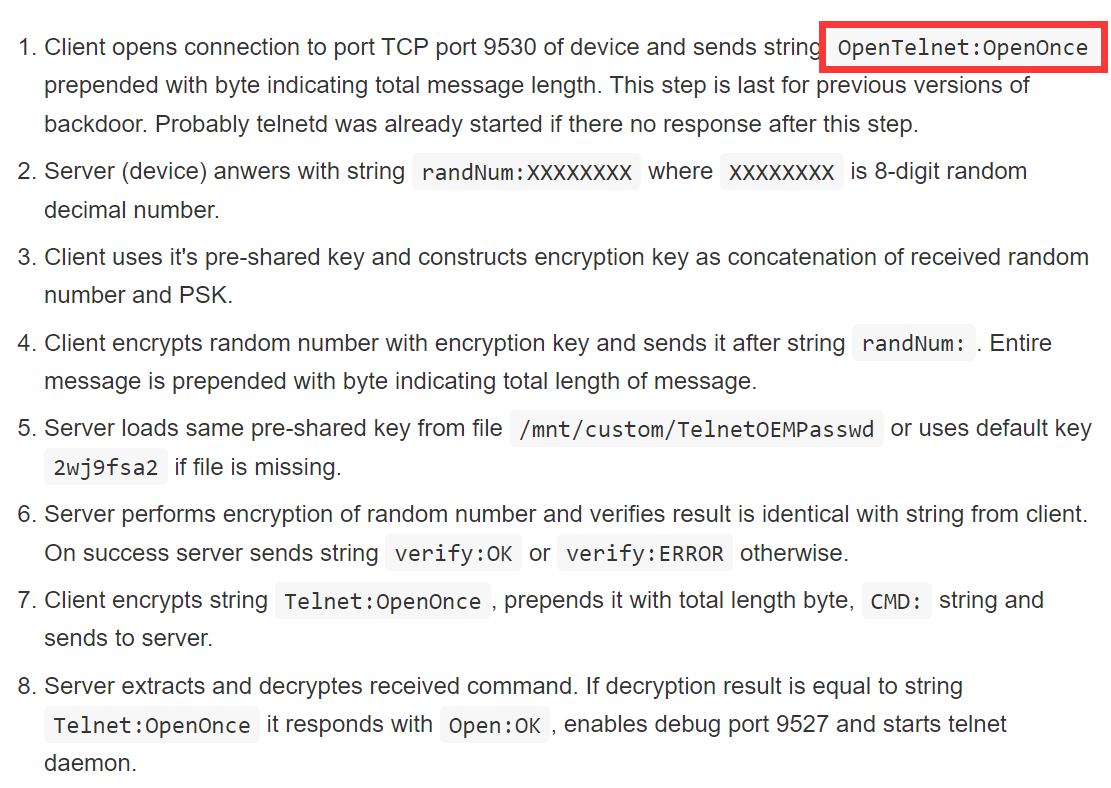 1. Client opens connection to port TCP port 9530 of device and sends string OpenTelnet:OpenOnce
prepended with byte indicating total message length. This step is last for previous versions of
backdoor. Probably telnetd was already started if there no response after this step.
2. Server (device) anwers with string randNum:XXXXXXXX where XXXXXXXX is 8-digit random
decimal number.
3. Client uses it's pre-shared key and constructs encryption key as concatenation of received random
number and PSK.
4. Client encrypts random number with encryption key and sends it after string randNum: . Entire
message is prepended with byte indicating total length of message.
5. Server loads same pre-shared key from file /mnt/custom/TelnetOEMPasswd or uses default key
2wj9fsa2 if file is missing.
6. Server performs encryption of random number and verifies result is identical with string from client.
On success server sends string verify:OK or verify:ERROR otherwise.
7. Client encrypts string Telnet:OpenOnce , prepends it with total length byte, CMD: string and
sends to server.
8. Server extracts and decryptes received command. If decryption result is equal to string
Telnet:OpenOnce it responds with Open:OK , enables debug port 9527 and starts telnet
daemon.